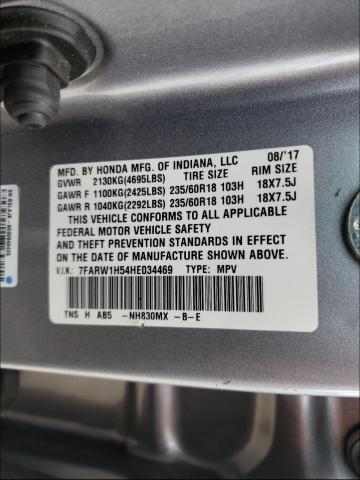 MFD. BY HONDA MFG. OF INDIANA, LLC 08/'17
GVWR 2130KG(4695LBS) TIRE SIZE RIM SIZE
GAWR F 1100KG(2425LBS) 235/60R18 103H 18X7.5J
GAWR R 1040KG(2292LBS) 235/60R18 103H 18X7.5J
THIS VEHICLE CONFORMS TO ALL APPLICABLE
FEDERAL MOTOR VEHICLE SAFETY
AND THEFT PREVENTION STANDARDS IN EFFECT
ON THE DATE OF MANUFACTURE SHOWN ABOVE.
V.I.N.: 7FARW1H54HE034469 TYPE: MPV
TNS H A85 -NH830MX -B-E